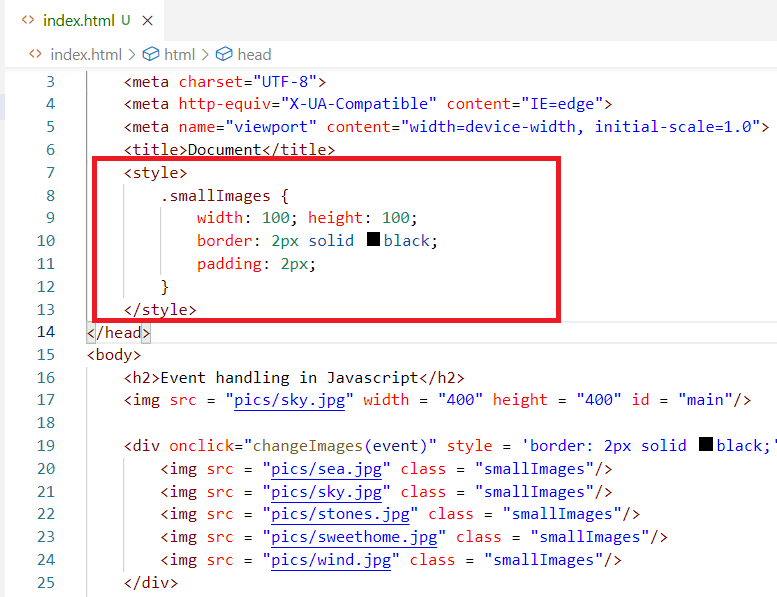 <> index.html U ×
<> index.html > html > head
3 <meta charset="UTF-8">
4 <meta http-equiv="X-UA-Compatible" content="IE=edge">
5 <meta name="viewport" content="width=device-width, initial-scale=1.0">
6 <title>Document</title>
7 <style>
8 .smallImages {
9 width: 100; height: 100;
10 border: 2px solid black;
11 padding: 2px;
12 }
13 </style>
14 </head>
15 <body>
16 <h2>Event handling in Javascript</h2>
17 <img src = "pics/sky.jpg" width = "400" height = "400" id = "main"/>
18
19 <div onclick="changeImages(event)" style = 'border: 2px solid black;'
20 <img src = "pics/sea.jpg" class = "smallImages"/>
21 <img src = "pics/sky.jpg" class = "smallImages"/>
22 <img src = "pics/stones.jpg" class = "smallImages"/>
23 <img src = "pics/sweethome.jpg" class = "smallImages"/>
24 <img src = "pics/wind.jpg" class = "smallImages"/>
25 </div>